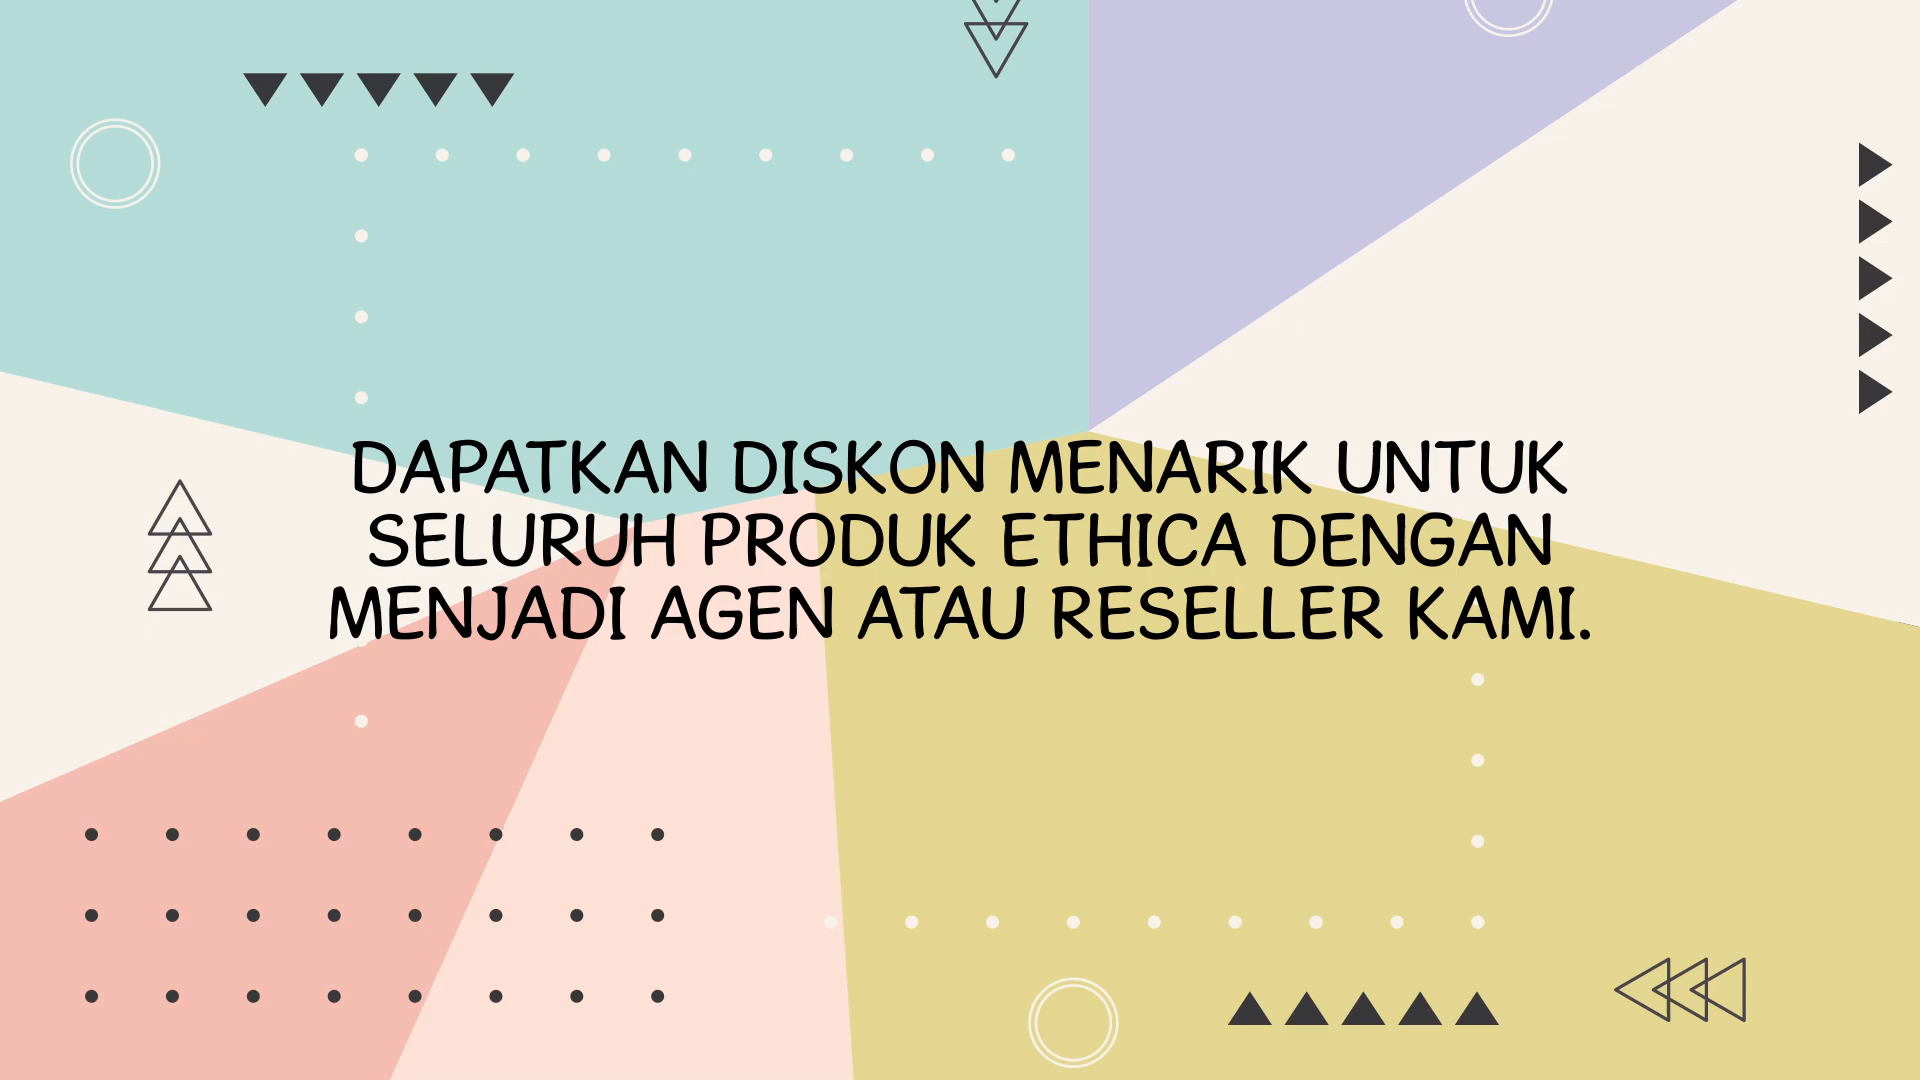 DAPATKAN DISKON MENARIK UNTUK
SELURUH PRODUK ETHICA DENGAN
MENJADI AGEN ATAU RESELLER KAMI.